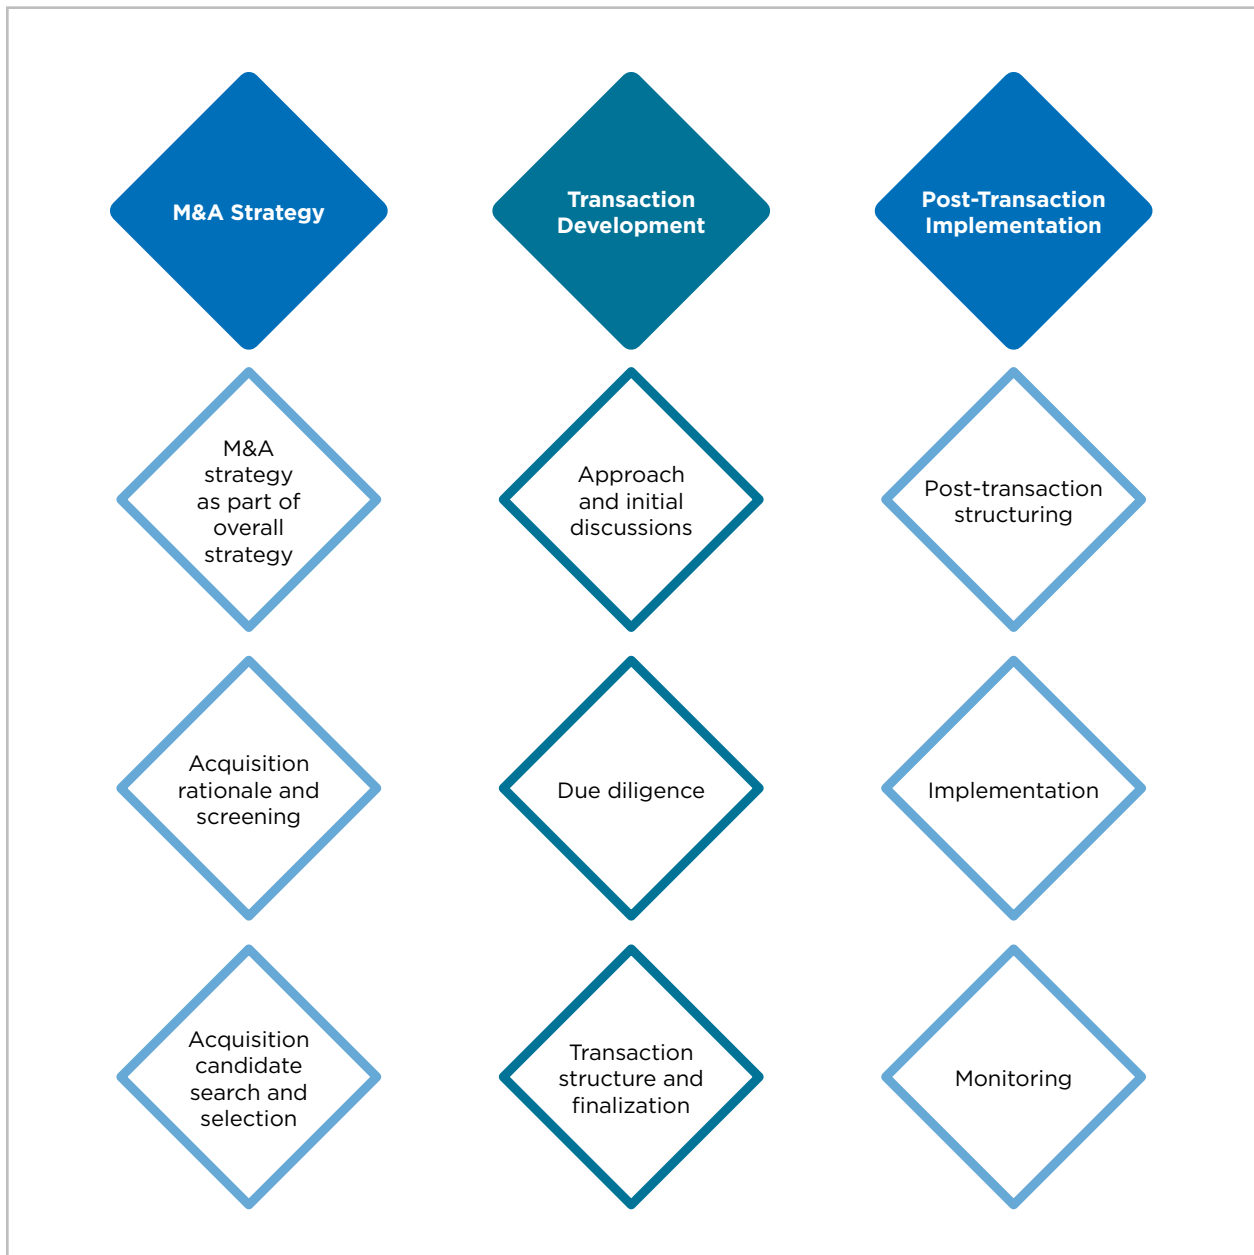 M&A Strategy
Transaction
Development
Post-Transaction
Implementation
M&A
strategy
as part of
overall
strategy
Approach
and initial
discussions
Post-transaction
structuring
Acquisition
rationale and
screening
Due diligence
Implementation
Acquisition
candidate
search and
selection
Transaction
structure and
finalization
Monitoring